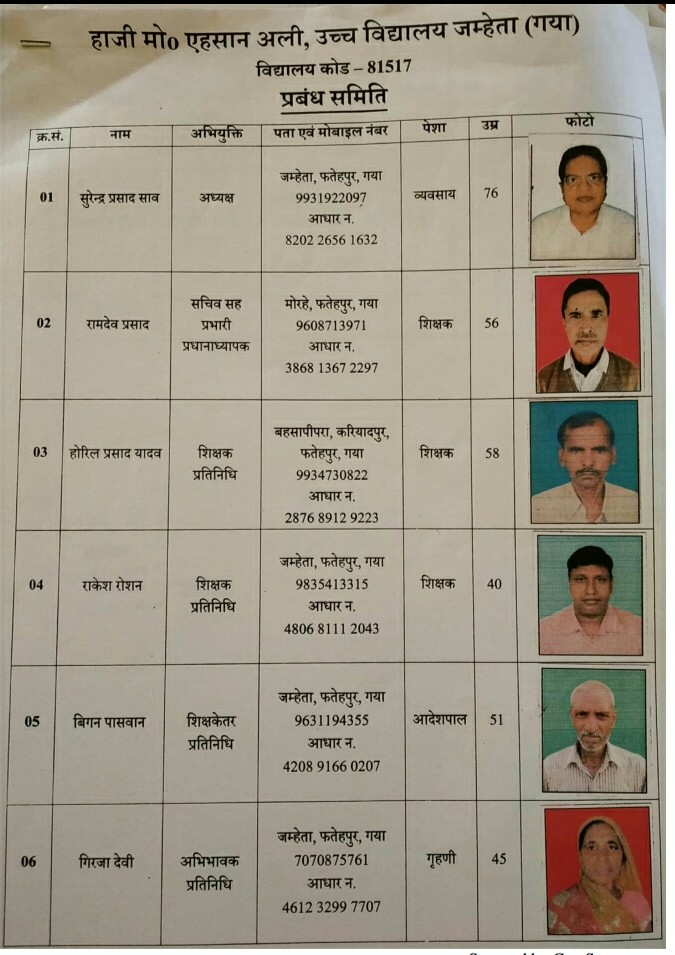 हाजी मो० एहसान अली, उच्च विद्यालय जम्हेता (गया)
विद्यालय कोड – 81517
प्रबंध समिति
क्र.सं. नाम अभियुक्ति पता एवं मोबाइल नंबर पेशा उम्र फोटो
01 सुरेन्द्र प्रसाद साव अध्यक्ष जम्हेता, फतेहपुर, गया व्यवसाय 76
9931922097
आधार न.
8202 2656 1632
02 रामदेव प्रसाद सचिव सह मोरहे, फतेहपुर, गया शिक्षक 56
प्रभारी 9608713971
प्रधानाध्यापक आधार न.
3868 1367 2297
03 होरिल प्रसाद यादव शिक्षक बहसापीपरा, करियादपुर, शिक्षक 58
प्रतिनिधि फतेहपुर, गया
9934730822
आधार न.
2876 8912 9223
04 राकेश रोशन शिक्षक जम्हेता, फतेहपुर, गया शिक्षक 40
प्रतिनिधि 9835413315
आधार न.
4806 8111 2043
05 बिगन पासवान शिक्षकेतर जम्हेता, फतेहपुर, गया आदेशपाल 51
प्रतिनिधि 9631194355
आधार न.
4208 9166 0207
06 गिरजा देवी अभिभावक जम्हेता, फतेहपुर, गया गृहणी 45
प्रतिनिधि 7070875761
आधार न.
4612 3299 7707